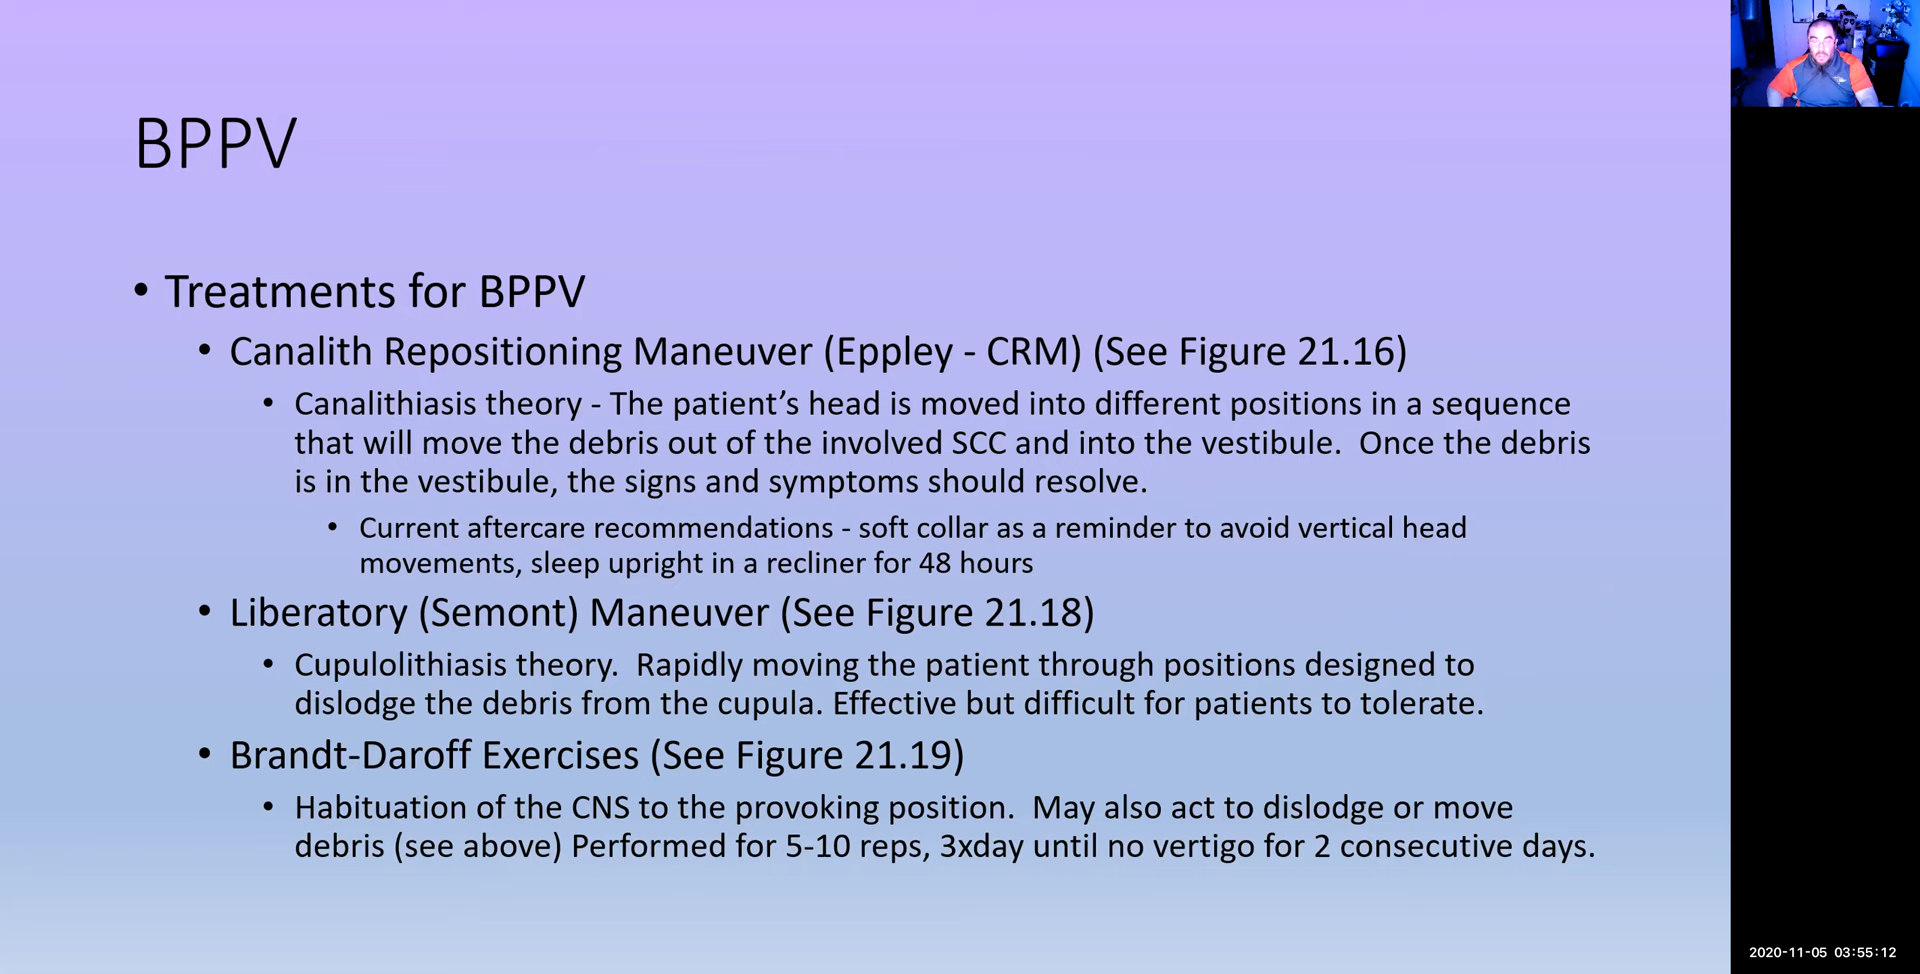 BPPV
• Treatments for BPPV
• Canalith Repositioning Maneuver (Eppley - CRM) (See Figure 21.16)
• Canalithiasis theory - The patient’s head is moved into different positions in a sequence
that will move the debris out of the involved SCC and into the vestibule.  Once the debris
is in the vestibule, the signs and symptoms should resolve.
• Current aftercare recommendations - soft collar as a reminder to avoid vertical head
movements, sleep upright in a recliner for 48 hours
• Liberatory (Semont) Maneuver (See Figure 21.18)
• Cupulolithiasis theory.  Rapidly moving the patient through positions designed to
dislodge the debris from the cupula. Effective but difficult for patients to tolerate.
• Brandt-Daroff Exercises (See Figure 21.19)
• Habituation of the CNS to the provoking position.  May also act to dislodge or move
debris (see above) Performed for 5-10 reps, 3xday until no vertigo for 2 consecutive days.
2020-11-05 03:55:12